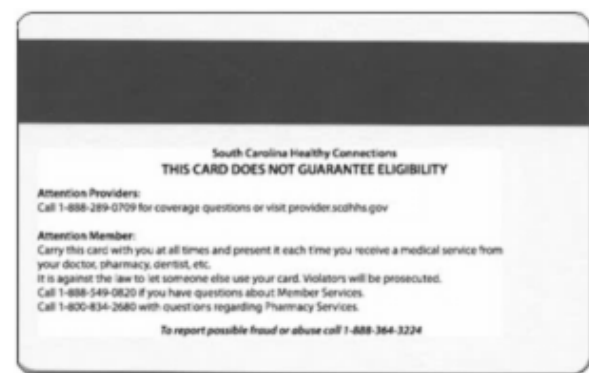 South Carolina Healthy Connections
THIS CARD DOES NOT GUARANTEE ELIGIBILITY
Attention Providers:
Call 1-888-289-0709 for coverage questions or visit provider.scdhhs.gov
Attention Member:
Carry this card with you at all times and present it each time you receive a medical service from
your doctor, pharmacy, dentist, etc.
It is against the law to let someone else use your card. Violators will be prosecuted.
Call 1-888-549-0820 if you have questions about Member Services.
Call 1-800-834-2680 with questions regarding Pharmacy Services.
To report possible fraud or abuse call 1-888-364-3224